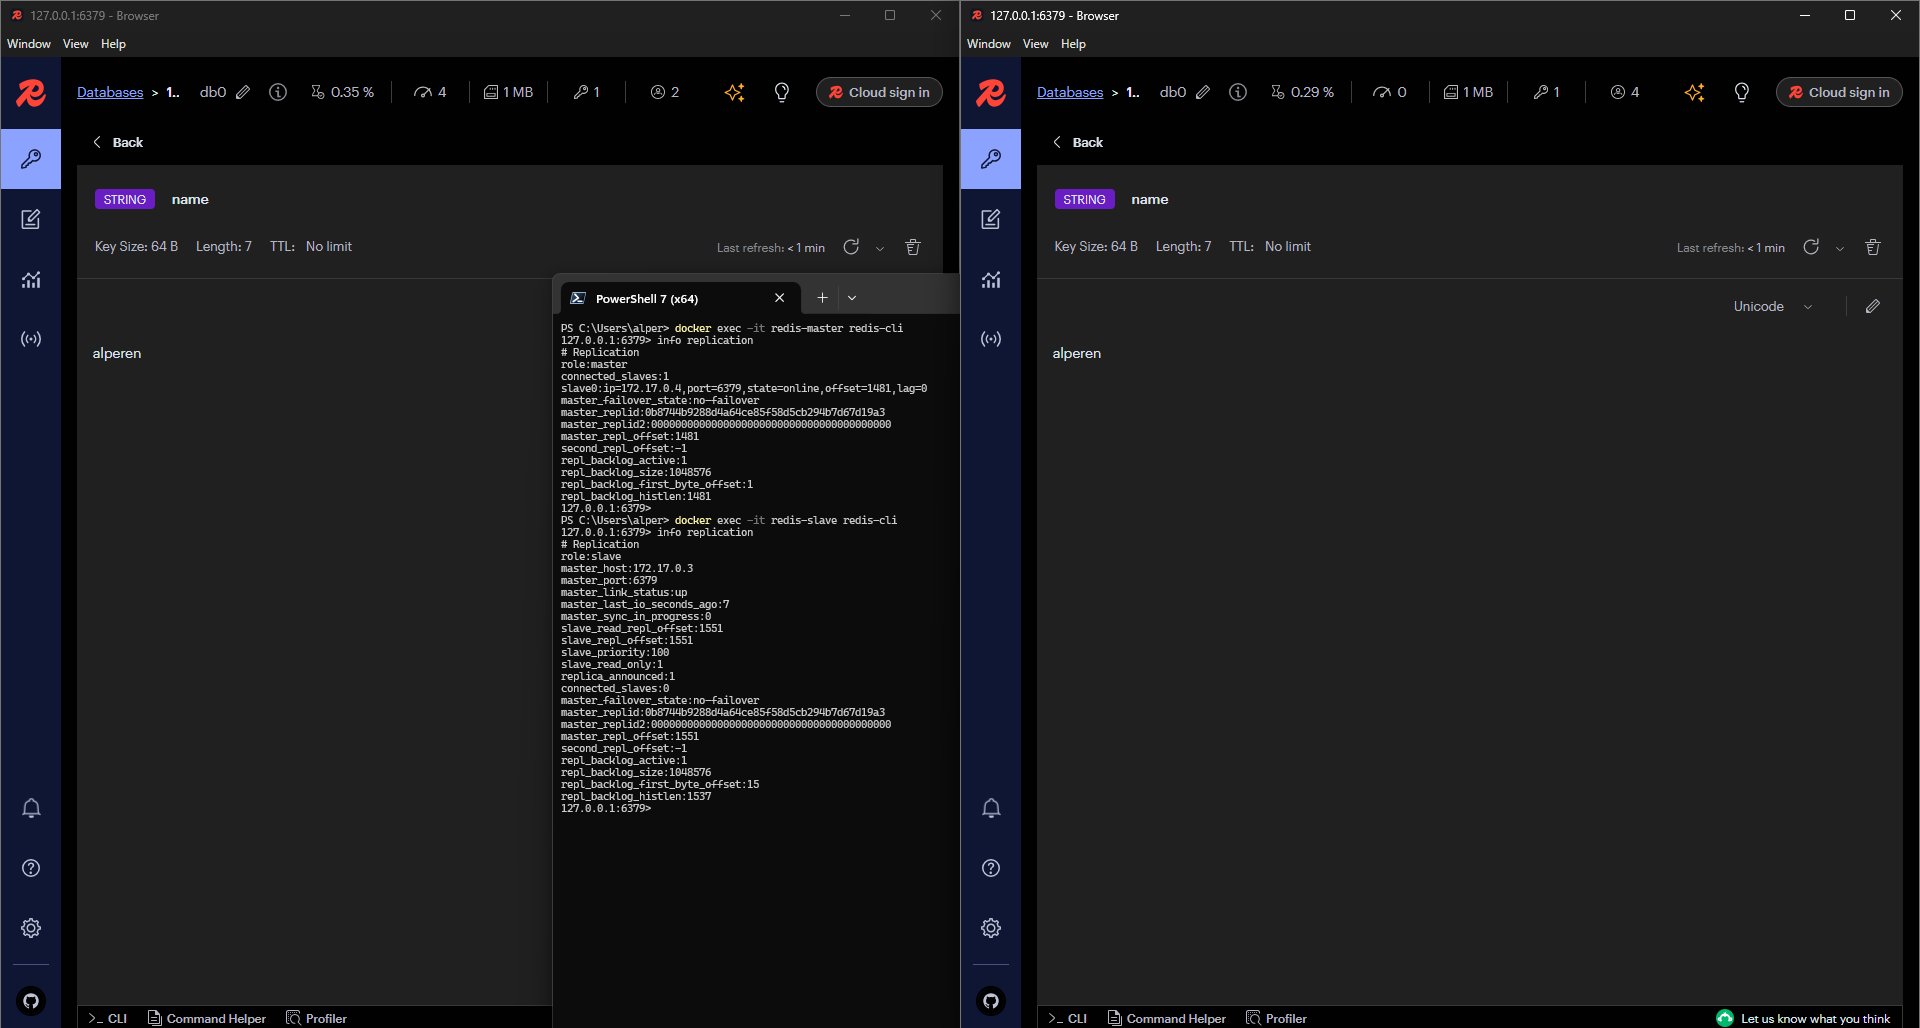 127.0.0.1:6379 - Browser
Window View Help
Databases > 1.. db0 0.35 % 4 1 MB 1 2 Cloud sign in
Back
STRING name
Key Size: 64 B Length: 7 TTL: No limit Last refresh: < 1 min
alperen
>_ CLI Command Helper Profiler
PowerShell 7 (x64)
PS C:\Users\alper> docker exec -it redis-master redis-cli
127.0.0.1:6379> info replication
# Replication
role:master
connected_slaves:1
slave0:ip=172.17.0.4,port=6379,state=online,offset=1481,lag=0
master_failover_state:no-failover
master_replid:0b8744b9288d4a64ce85f58d5cb294b7d67d19a3
master_replid2:0000000000000000000000000000000000000000
master_repl_offset:1481
second_repl_offset:-1
repl_backlog_active:1
repl_backlog_size:1048576
repl_backlog_first_byte_offset:1
repl_backlog_histlen:1481
127.0.0.1:6379>
PS C:\Users\alper> docker exec -it redis-slave redis-cli
127.0.0.1:6379> info replication
# Replication
role:slave
master_host:172.17.0.3
master_port:6379
master_link_status:up
master_last_io_seconds_ago:7
master_sync_in_progress:0
slave_read_repl_offset:1551
slave_repl_offset:1551
slave_priority:100
slave_read_only:1
replica_announced:1
connected_slaves:0
master_failover_state:no-failover
master_replid:0b8744b9288d4a64ce85f58d5cb294b7d67d19a3
master_replid2:0000000000000000000000000000000000000000
master_repl_offset:1551
second_repl_offset:-1
repl_backlog_active:1
repl_backlog_size:1048576
repl_backlog_first_byte_offset:15
repl_backlog_histlen:1537
127.0.0.1:6379>
127.0.0.1:6379 - Browser
Window View Help
Databases > 1.. db0 0.29 % 0 1 MB 1 4 Cloud sign in
Back
STRING name
Key Size: 64 B Length: 7 TTL: No limit Last refresh: < 1 min
Unicode
alperen
>_ CLI Command Helper Profiler Let us know what you think